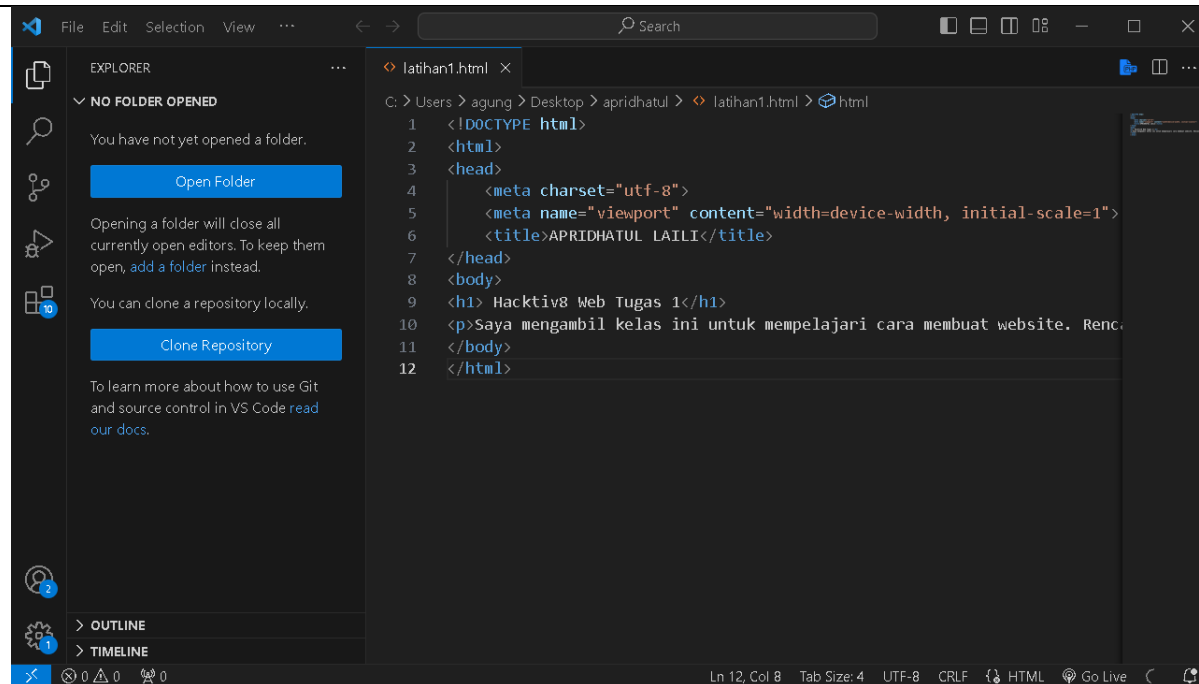 File Edit Selection View ··· Search
EXPLORER ···
NO FOLDER OPENED
You have not yet opened a folder.
Open Folder
Opening a folder will close all
currently open editors. To keep them
open, add a folder instead.
You can clone a repository locally.
Clone Repository
To learn more about how to use Git
and source control in VS Code read
our docs.
OUTLINE
TIMELINE
10
2
1
latihan1.html
C: > Users > agung > Desktop > apridhatul > latihan1.html > html
1 <!DOCTYPE html>
2 <html>
3 <head>
4 <meta charset="utf-8">
5 <meta name="viewport" content="width=device-width, initial-scale=1">
6 <title>APRIDHATUL LAILI</title>
7 </head>
8 <body>
9 <h1> Hacktiv8 Web Tugas 1</h1>
10 <p>Saya mengambil kelas ini untuk mempelajari cara membuat website. Renc
11 </body>
12 </html>
0 0 0 Ln 12, Col 8 Tab Size: 4 UTF-8 CRLF HTML Go Live